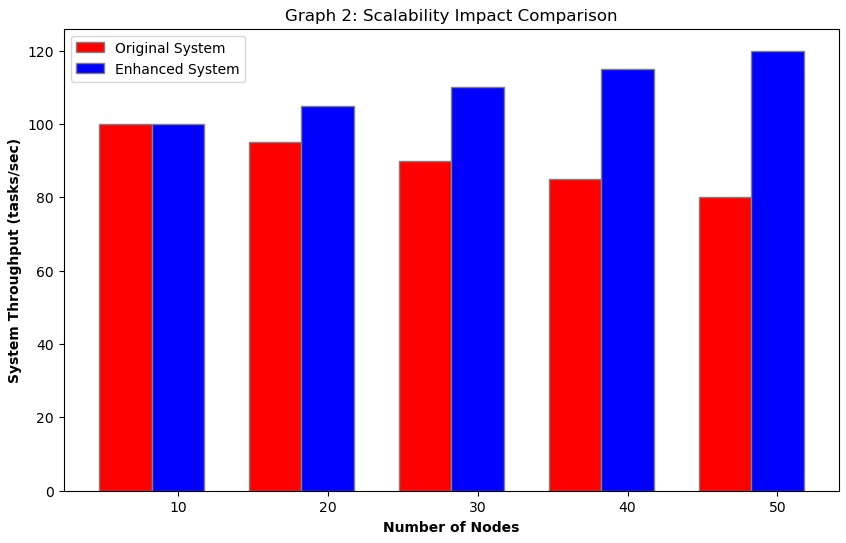 Graph 2: Scalability Impact Comparison
Original System
Enhanced System
System Throughput (tasks/sec)
120
100
80
60
40
20
0
10 20 30 40 50
Number of Nodes